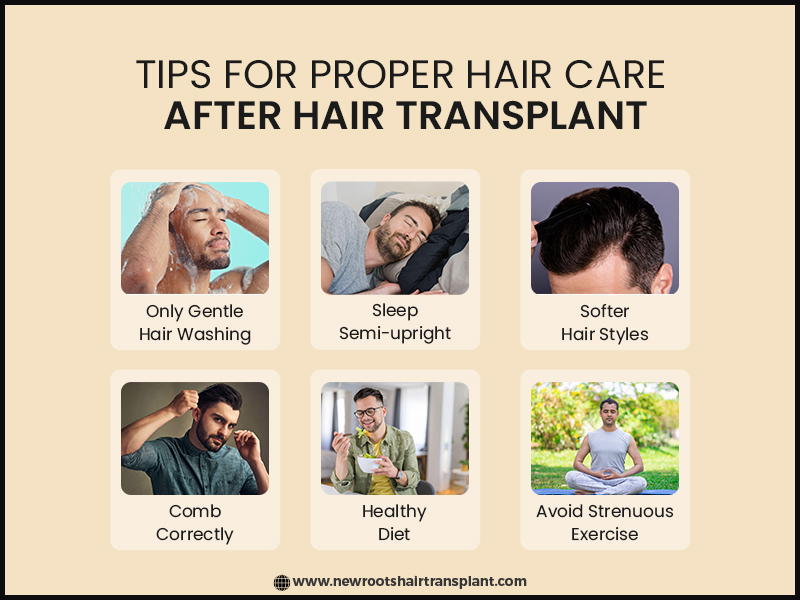 TIPS FOR PROPER HAIR CARE
AFTER HAIR TRANSPLANT
Only Gentle
Hair Washing
Sleep
Semi-upright
Softer
Hair Styles
Comb
Correctly
Healthy
Diet
Avoid Strenuous
Exercise
www.newrootshairtransplant.com